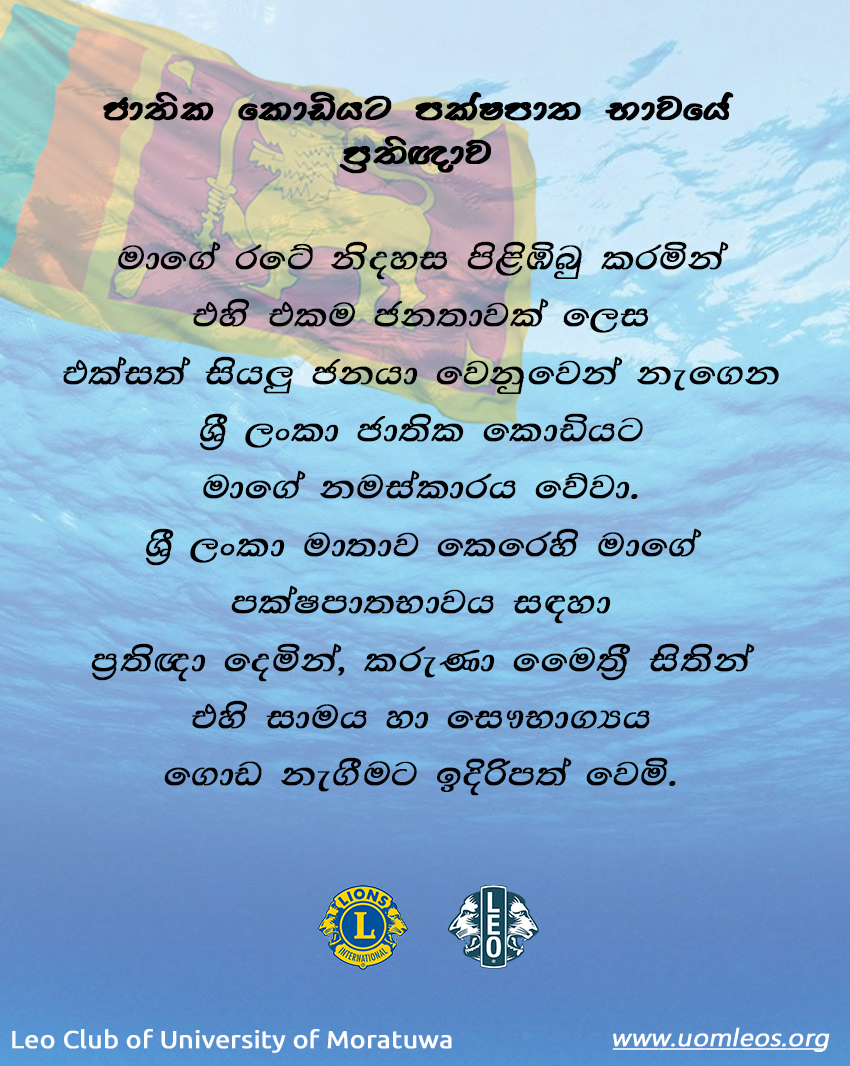 ජාතික කොඩියට පක්ෂපාත භාවයේ
ප්‍රතිඥාව
මාගේ රටේ නිදහස පිළිඹිබු කරමින්
එහි එකම ජනතාවක් ලෙස
එක්සත් සියලු ජනයා වෙනුවෙන් නැගෙන
ශ්‍රී ලංකා ජාතික කොඩියට
මාගේ නමස්කාරය වේවා.
ශ්‍රී ලංකා මාතාව කෙරෙහි මාගේ
පක්ෂපාතභාවය සඳහා
ප්‍රතිඥා දෙමින්, කරුණා මෛත්‍රී සිතින්
එහි සාමය හා සෞභාග්‍යය
ගොඩ නැගීමට ඉදිරිපත් වෙමි.
LIONS
L
INTERNATIONAL
LEO
Leo Club of University of Moratuwa
www.uomleos.org